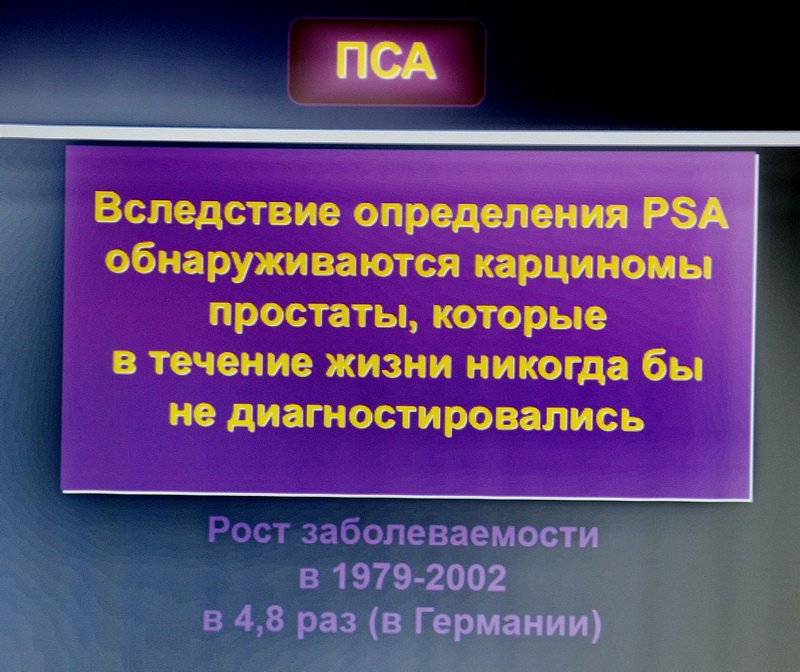 ПСА
Вследствие определения PSA
обнаруживаются карциномы
простаты, которые
в течение жизни никогда бы
не диагностировались
Рост заболеваемости
в 1979-2002
в 4,8 раз (в Германии)